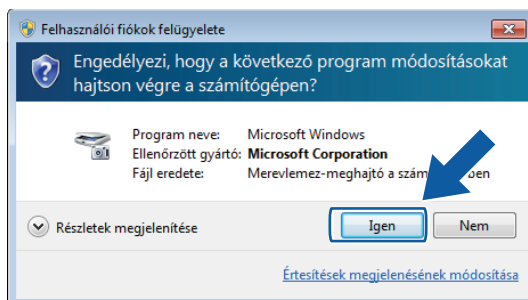 Felhasználói fiókok felügyelete
Engedélyezi, hogy a következő program módosításokat
hajtson végre a számítógépen?
Program neve: Microsoft Windows
Ellenőrzött gyártó: Microsoft Corporation
Fájl eredete: Merevlemez-meghajtó a
Részletek megjelenítése
Igen
Nem
Értesítések megjelenésének módosítása